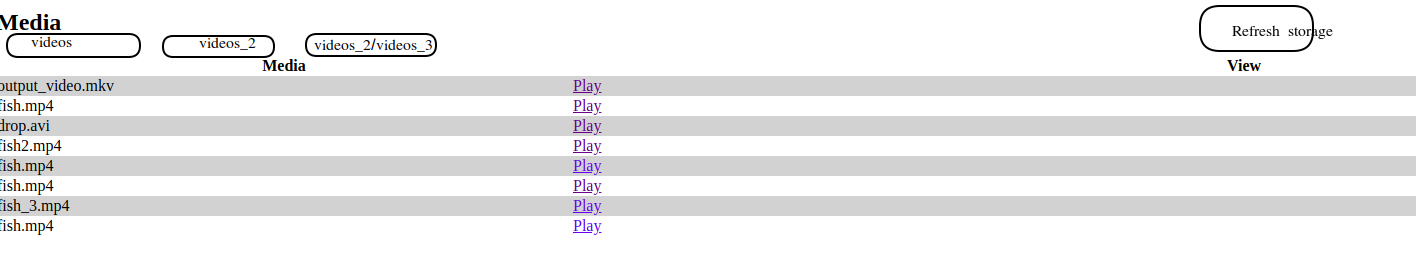 Media
Refresh storage
videos videos_2 videos_2/videos_3
Media View
output_video.mkv Play
fish.mp4 Play
drop.avi Play
fish2.mp4 Play
fish.mp4 Play
fish.mp4 Play
fish_3.mp4 Play
fish.mp4 Play